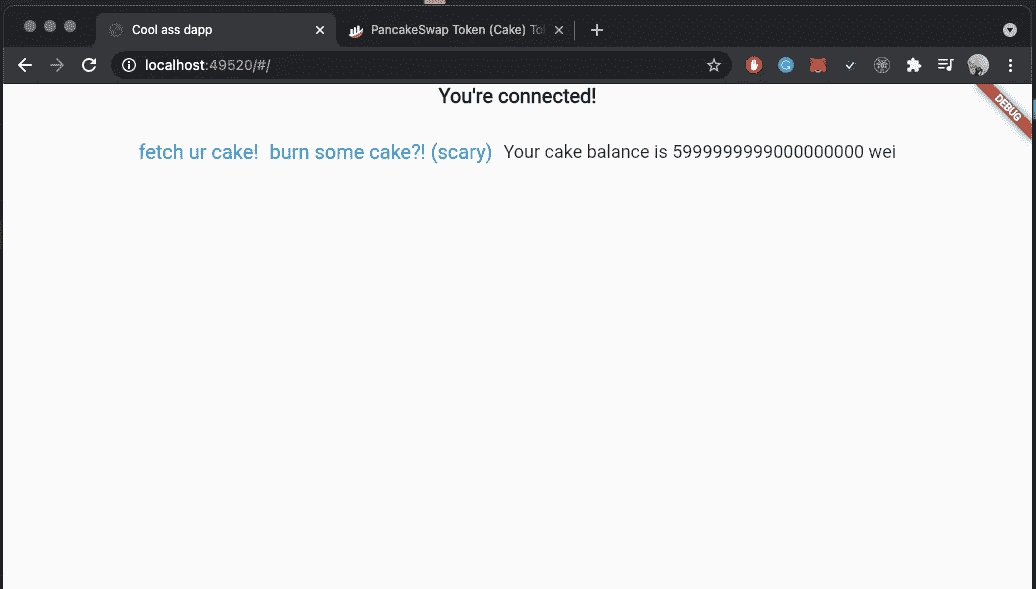 Cool ass dapp
PancakeSwap Token (Cake) Tok
localhost:49520/#/
You're connected!
DEBUG
fetch ur cake! burn some cake?! (scary) Your cake balance is 5999999999000000000 wei